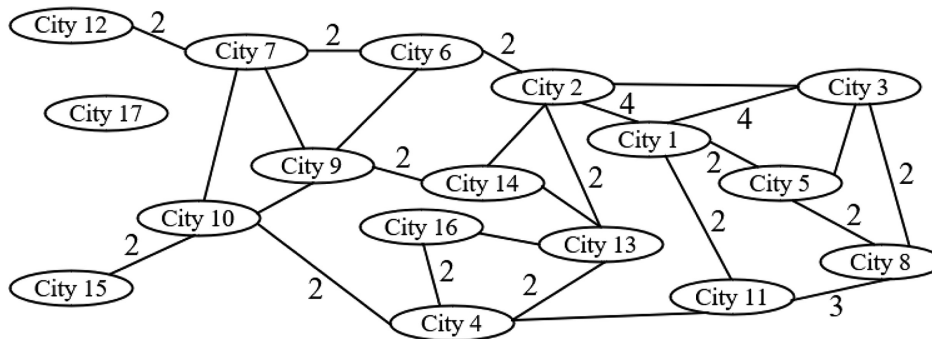 City 12
2
City 7
2
City 6
2
City 2
City 3
City 17
4
City 1
4
City 9
2
City 14
2
2
City 5
2
City 10
City 16
City 13
2
2
City 8
2
City 15
2
2
2
City 4
City 11
3